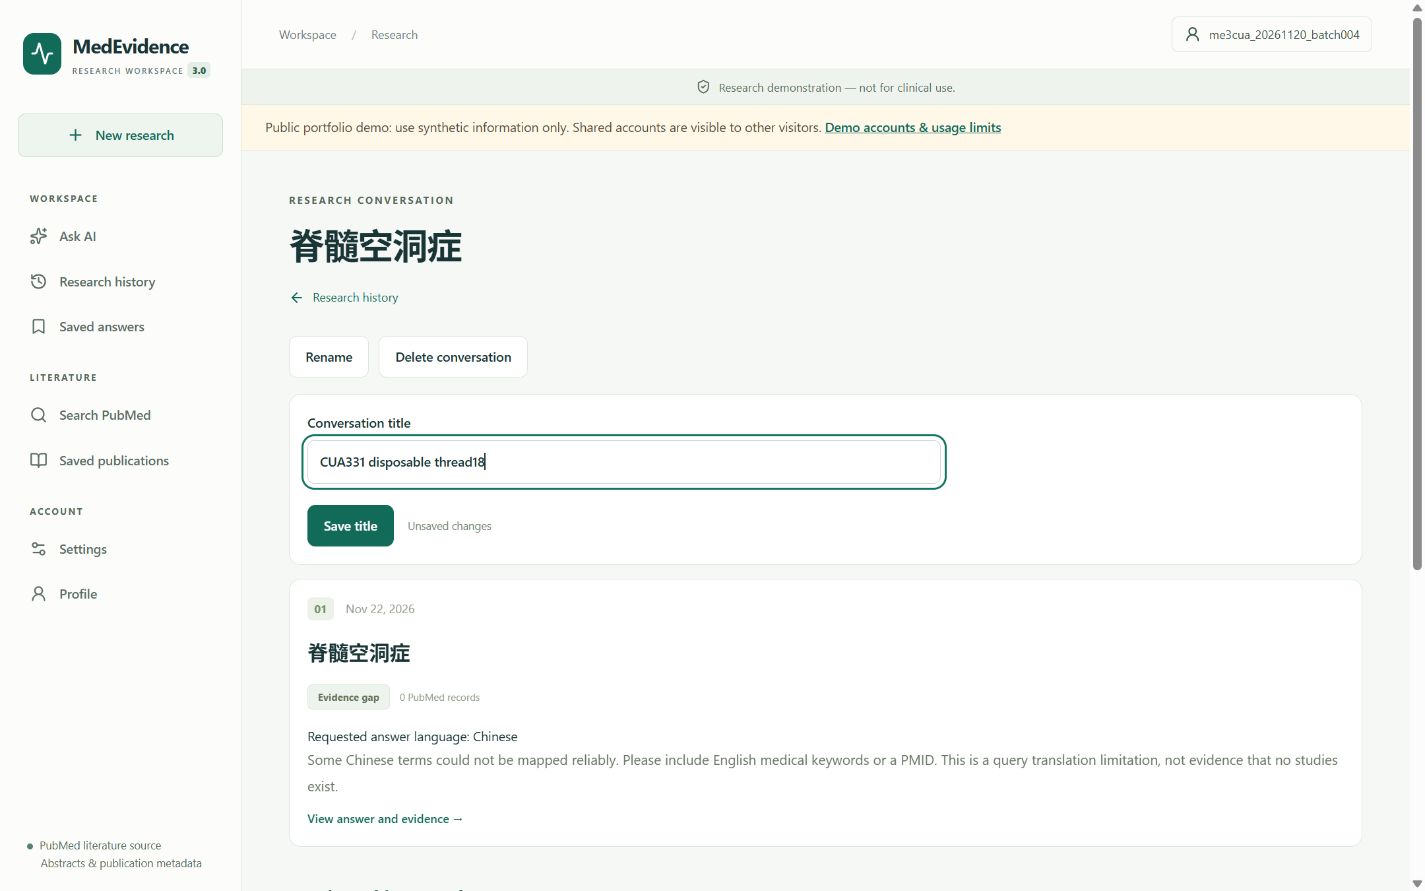 MedEvidence
RESEARCH WORKSPACE 3.0
New research
WORKSPACE
Ask AI
Research history
Saved answers
LITERATURE
Search PubMed
Saved publications
ACCOUNT
Settings
Profile
PubMed literature source
Abstracts & publication metadata
Workspace / Research
me3cua_20261120_batch004
Research demonstration — not for clinical use.
Public portfolio demo: use synthetic information only. Shared accounts are visible to other visitors. Demo accounts & usage limits
RESEARCH CONVERSATION
脊髓空洞症
Research history
Rename
Delete conversation
Conversation title
CUA331 disposable thread18
Save title
Unsaved changes
01 Nov 22, 2026
脊髓空洞症
Evidence gap 0 PubMed records
Requested answer language: Chinese
Some Chinese terms could not be mapped reliably. Please include English medical keywords or a PMID. This is a query translation limitation, not evidence that no studies
exist.
View answer and evidence →